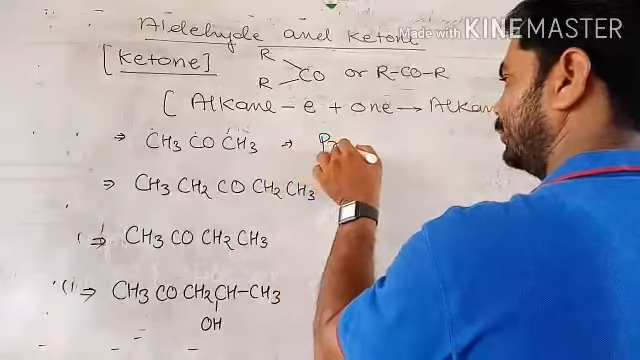 Aldehyde and Ketone
Made with KINEMASTER
[Ketone] R R > CO or R-CO-R
[ Alkane - e + one → Alkan
⇒ CH3 CO CH3 → Pr
⇒ CH3 CH2 CO CH2 CH3
⇒ CH3 CO CH2 CH3
⇒ CH3 CO CH2 CH-CH3
OH